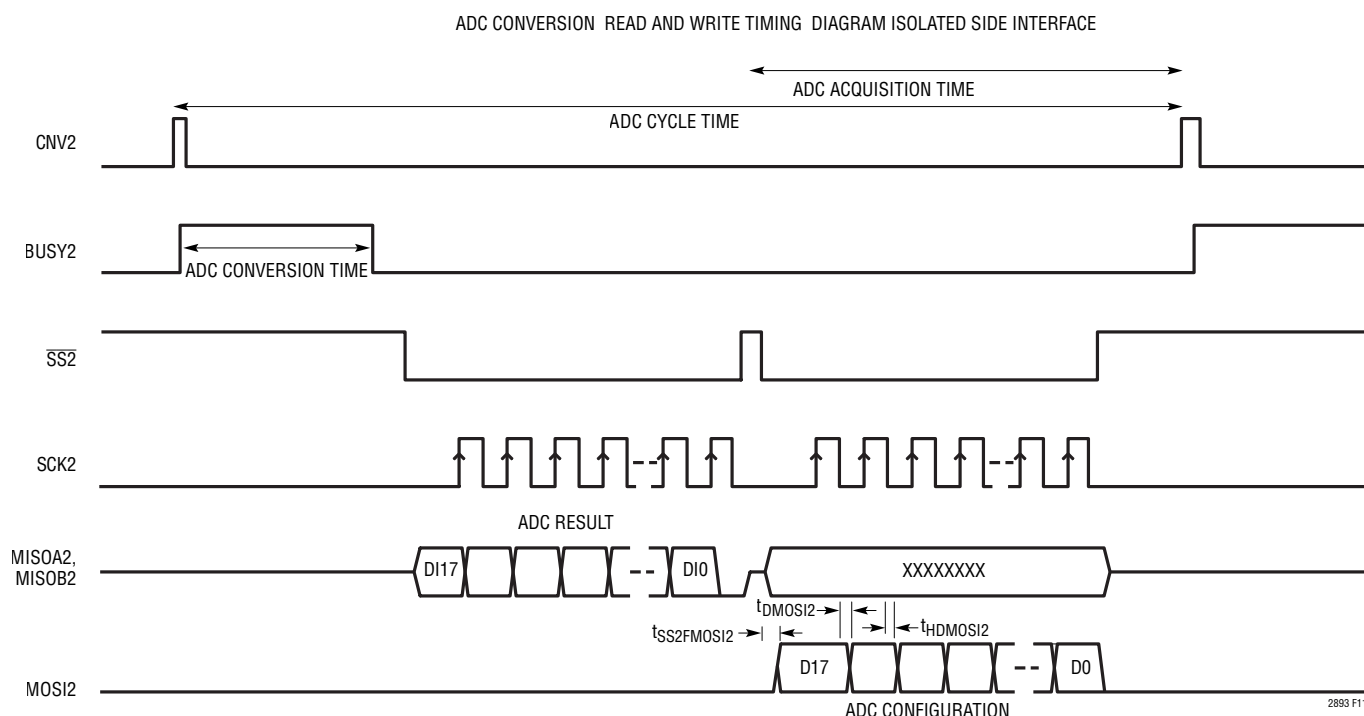 ADC CONVERSION READ AND WRITE TIMING DIAGRAM ISOLATED SIDE INTERFACE
ADC ACQUISITION TIME
ADC CYCLE TIME
CNV2
BUSY2
ADC CONVERSION TIME
SS2
SCK2
ADC RESULT
MISOA2,
MISOB2
DI17
DI0
XXXXXXXX
tDMOSI2
tSS2FMOSI2
tHDMOSI2
MOSI2
D17
D0
ADC CONFIGURATION
2893 F11